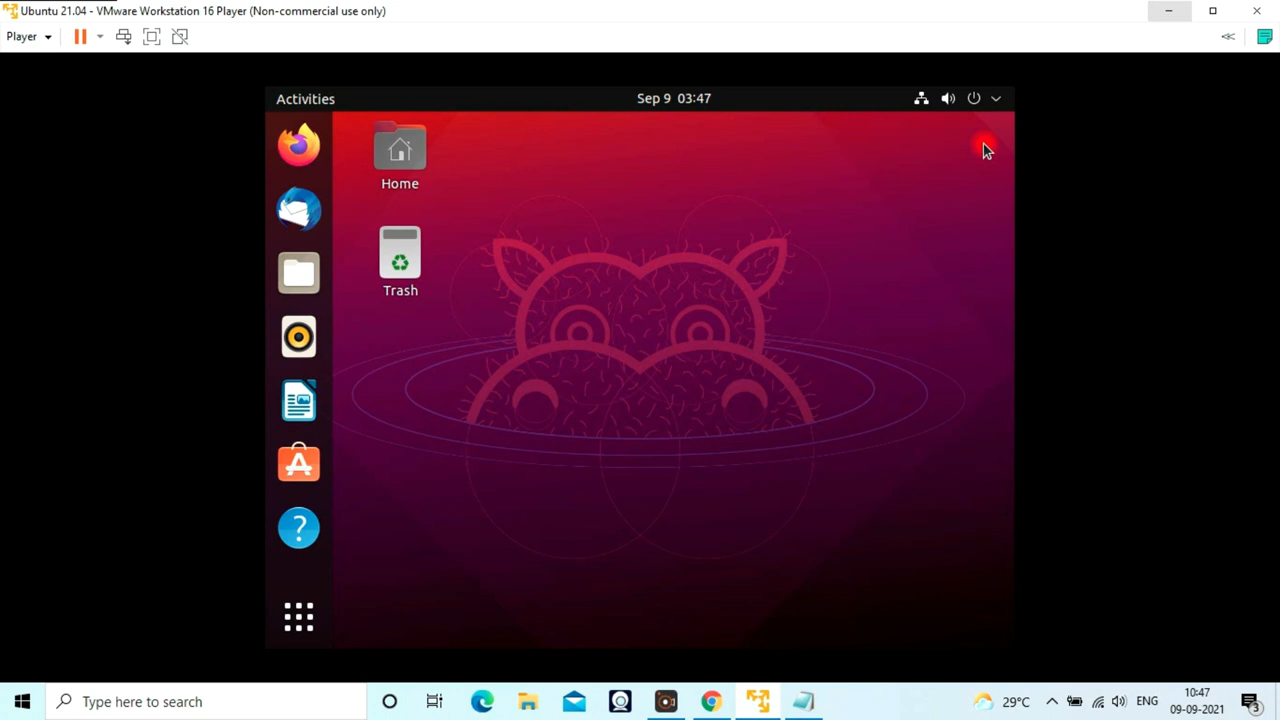 Ubuntu 21.04 - VMware Workstation 16 Player (Non-commercial use only)
Player
Activities
Sep 9 03:47
Home
Trash
Type here to search
29°C
ENG
10:47
09-09-2021
3